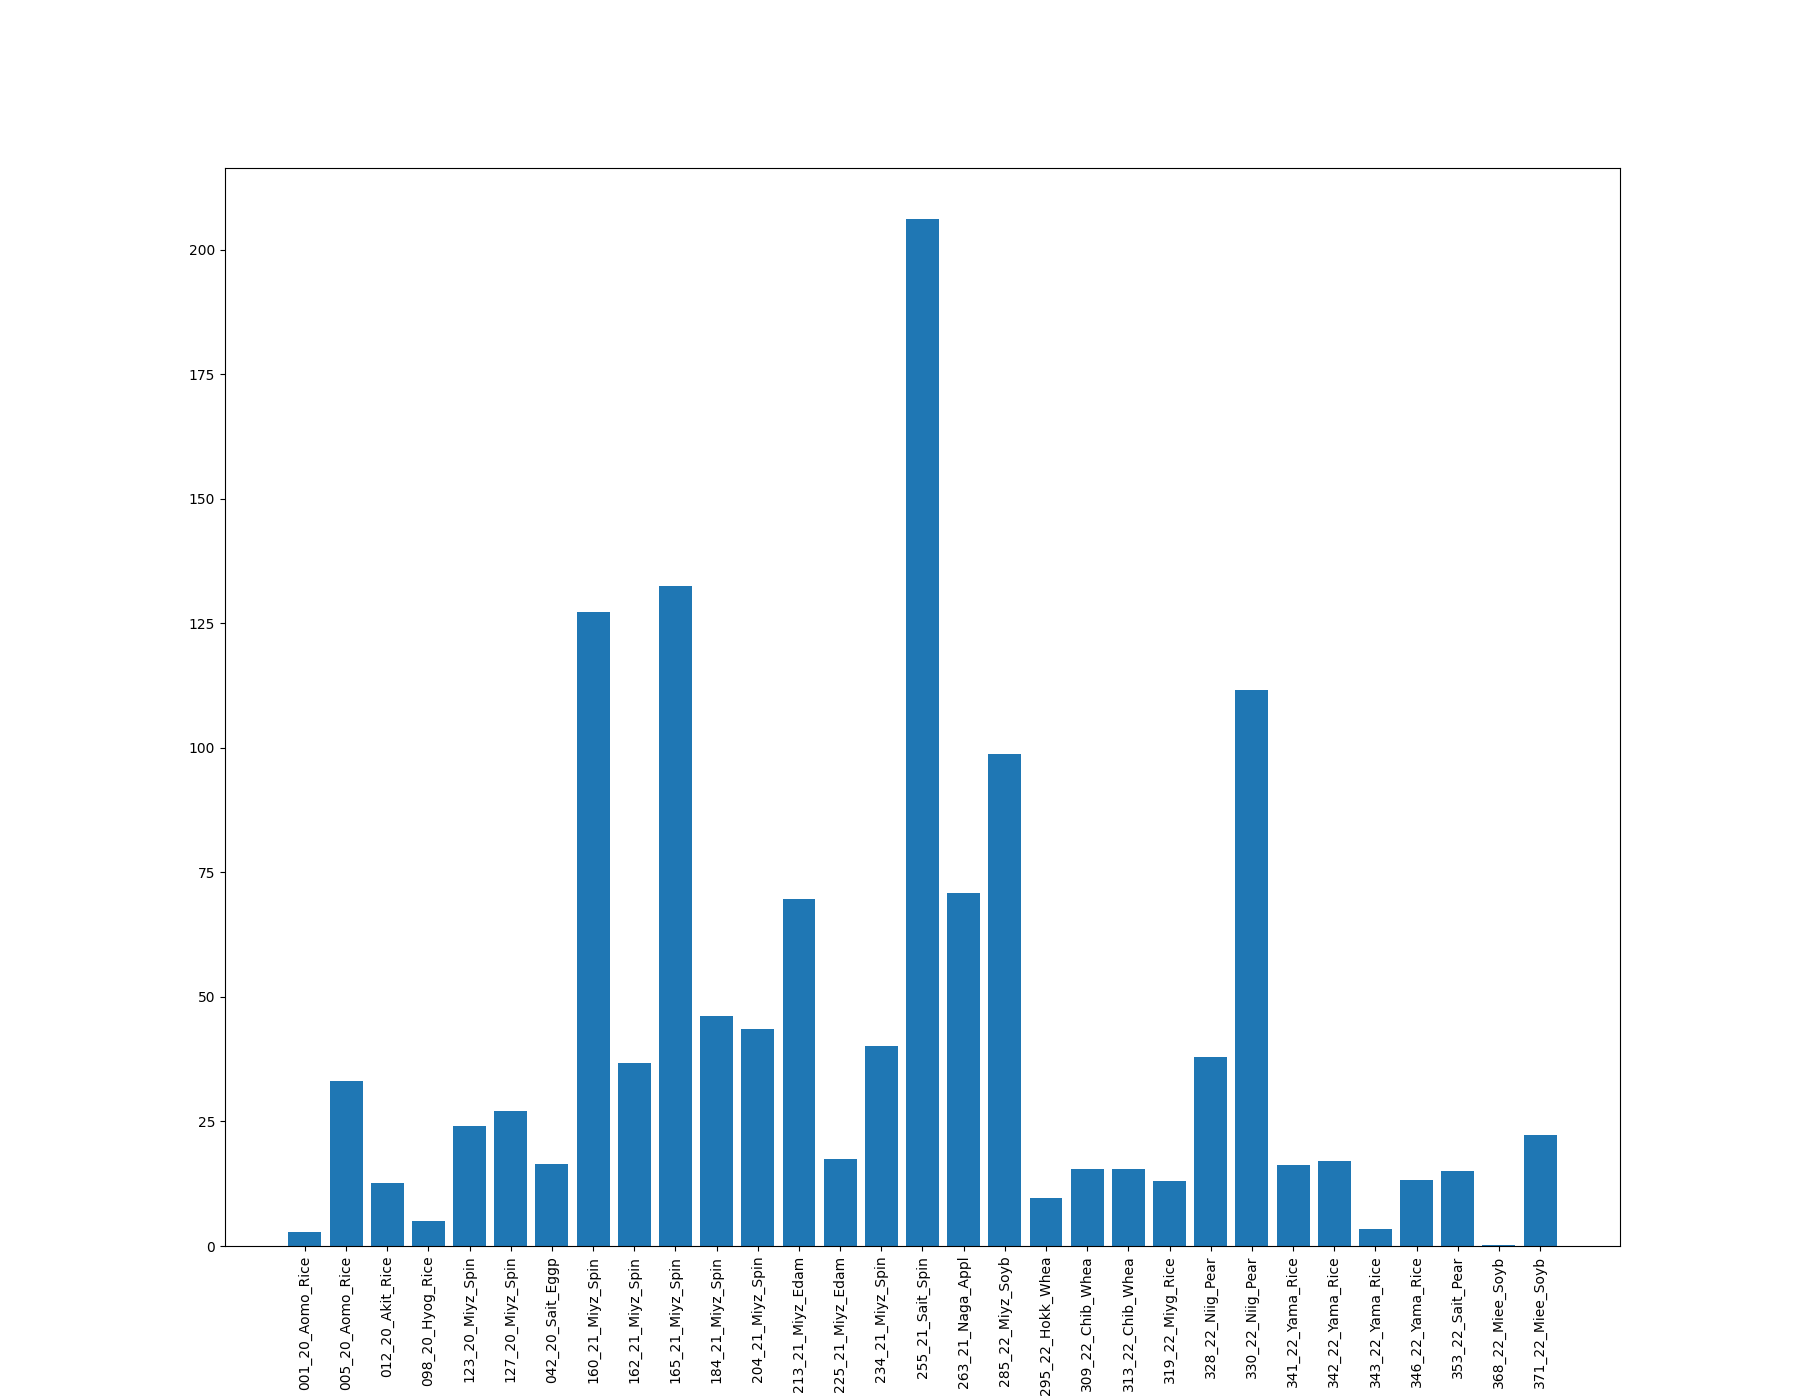 200
175
150
125
100
75
50
25
0
001_20_Aomo_Rice
005_20_Aomo_Rice
012_20_Akit_Rice
098_20_Hyog_Rice
123_20_Miyz_Spin
127_20_Miyz_Spin
042_20_Sait_Eggp
160_21_Miyz_Spin
162_21_Miyz_Spin
165_21_Miyz_Spin
184_21_Miyz_Spin
204_21_Miyz_Spin
213_21_Miyz_Edam
225_21_Miyz_Edam
234_21_Miyz_Spin
255_21_Sait_Spin
263_21_Naga_Appl
285_22_Miyz_Soyb
295_22_Hokk_Whea
309_22_Chib_Whea
313_22_Chib_Whea
319_22_Miyg_Rice
328_22_Niig_Pear
330_22_Niig_Pear
341_22_Yama_Rice
342_22_Yama_Rice
343_22_Yama_Rice
346_22_Yama_Rice
353_22_Sait_Pear
368_22_Miee_Soyb
371_22_Miee_Soyb